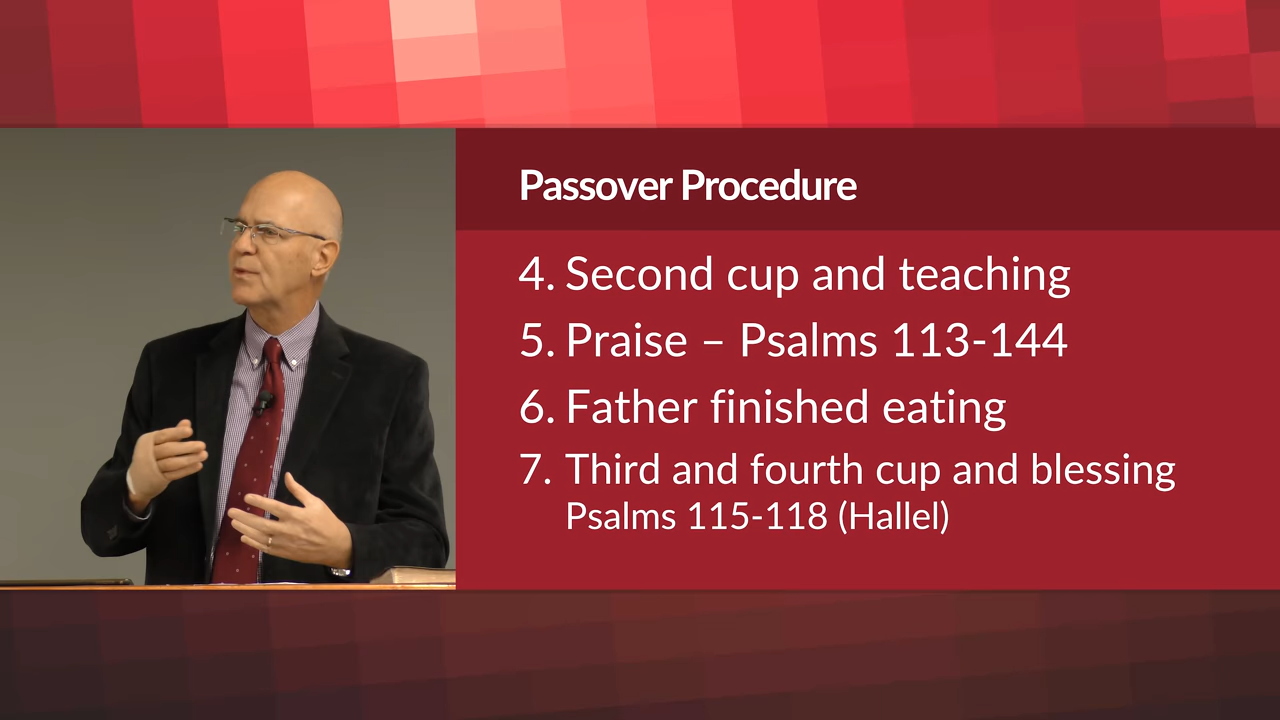 Passover Procedure
4. Second cup and teaching
5. Praise – Psalms 113-144
6. Father finished eating
7. Third and fourth cup and blessing
Psalms 115-118 (Hallel)